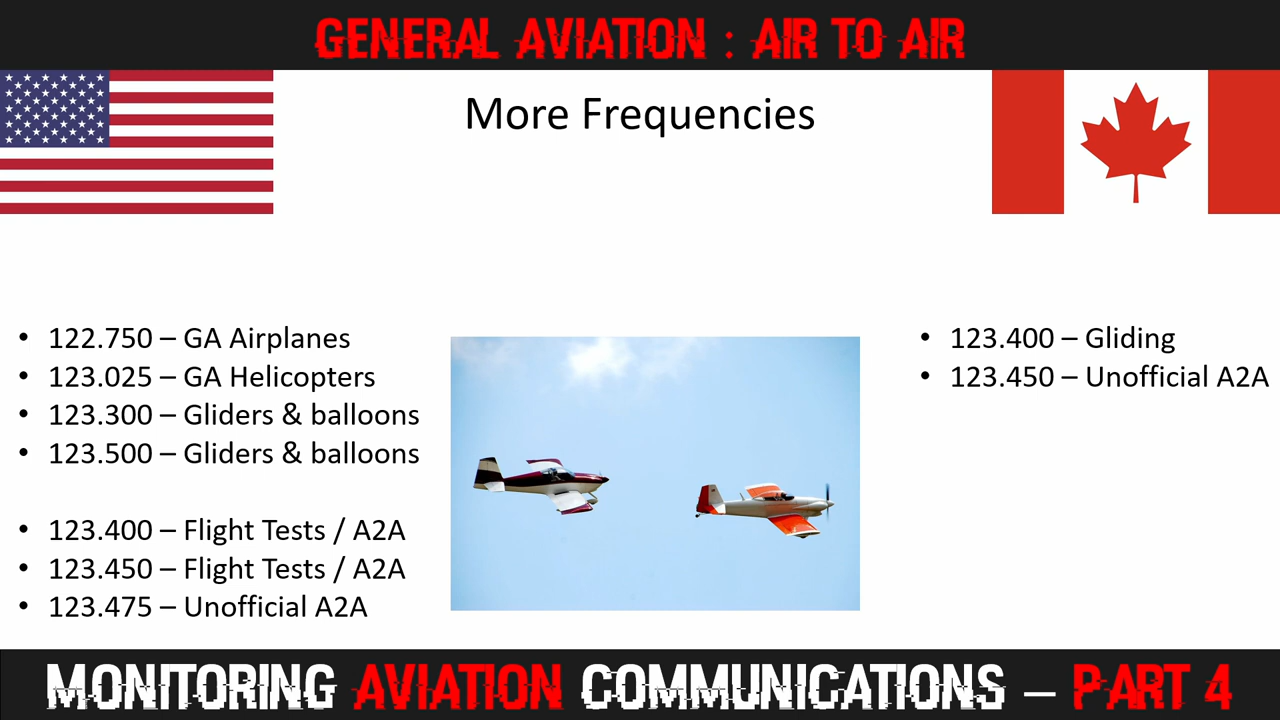 GENERAL AVIATION : AIR TO AIR
More Frequencies
• 122.750 – GA Airplanes
• 123.025 – GA Helicopters
• 123.300 – Gliders & balloons
• 123.500 – Gliders & balloons
• 123.400 – Flight Tests / A2A
• 123.450 – Flight Tests / A2A
• 123.475 – Unofficial A2A
• 123.400 – Gliding
• 123.450 – Unofficial A2A
MONITORING AVIATION COMMUNICATIONS – PART 4